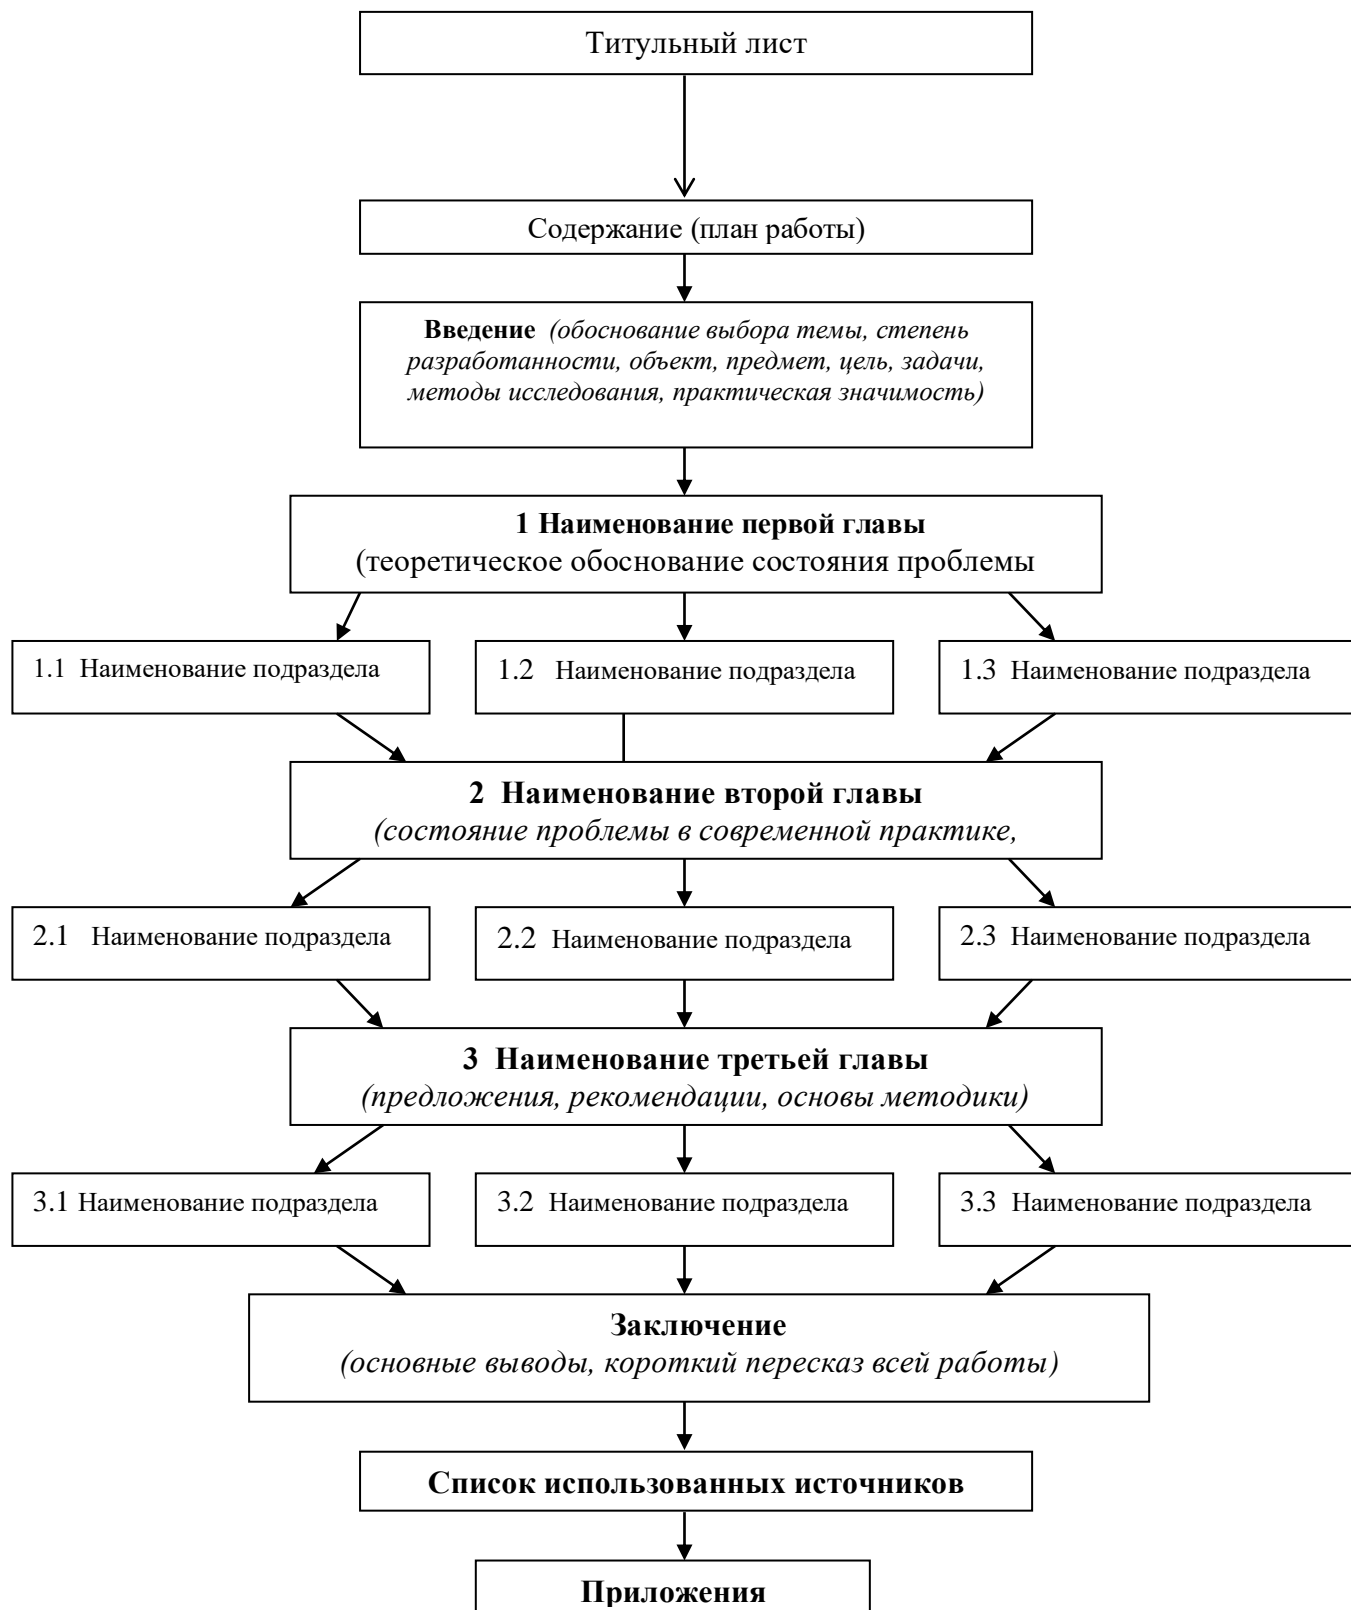 Титульный лист
Содержание (план работы)
Введение (обоснование выбора темы, степень
разработанности, объект, предмет, цель, задачи,
методы исследования, практическая значимость)
1 Наименование первой главы
(теоретическое обоснование состояния проблемы
1.1 Наименование подраздела
1.2 Наименование подраздела
1.3 Наименование подраздела
2 Наименование второй главы
(состояние проблемы в современной практике,
2.1 Наименование подраздела
2.2 Наименование подраздела
2.3 Наименование подраздела
3 Наименование третьей главы
(предложения, рекомендации, основы методики)
3.1 Наименование подраздела
3.2 Наименование подраздела
3.3 Наименование подраздела
Заключение
(основные выводы, короткий пересказ всей работы)
Список использованных источников
Приложения